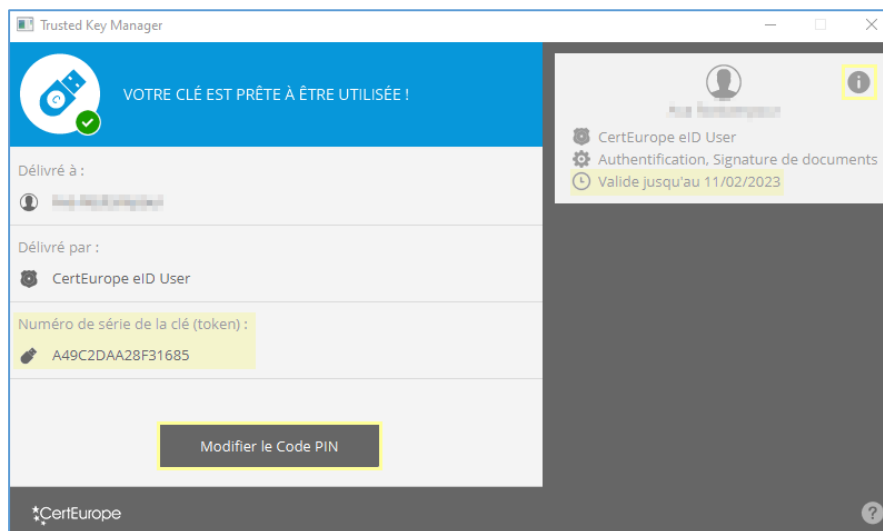 Trusted Key Manager
VOTRE CLÉ EST PRÊTE À ÊTRE UTILISÉE !
Délivré à :
Délivré par :
CertEurope eID User
Numéro de série de la clé (token) :
A49C2DAA28F31685
Modifier le Code PIN
CertEurope
CertEurope eID User
Authentification, Signature de documents
Valide jusqu'au 11/02/2023